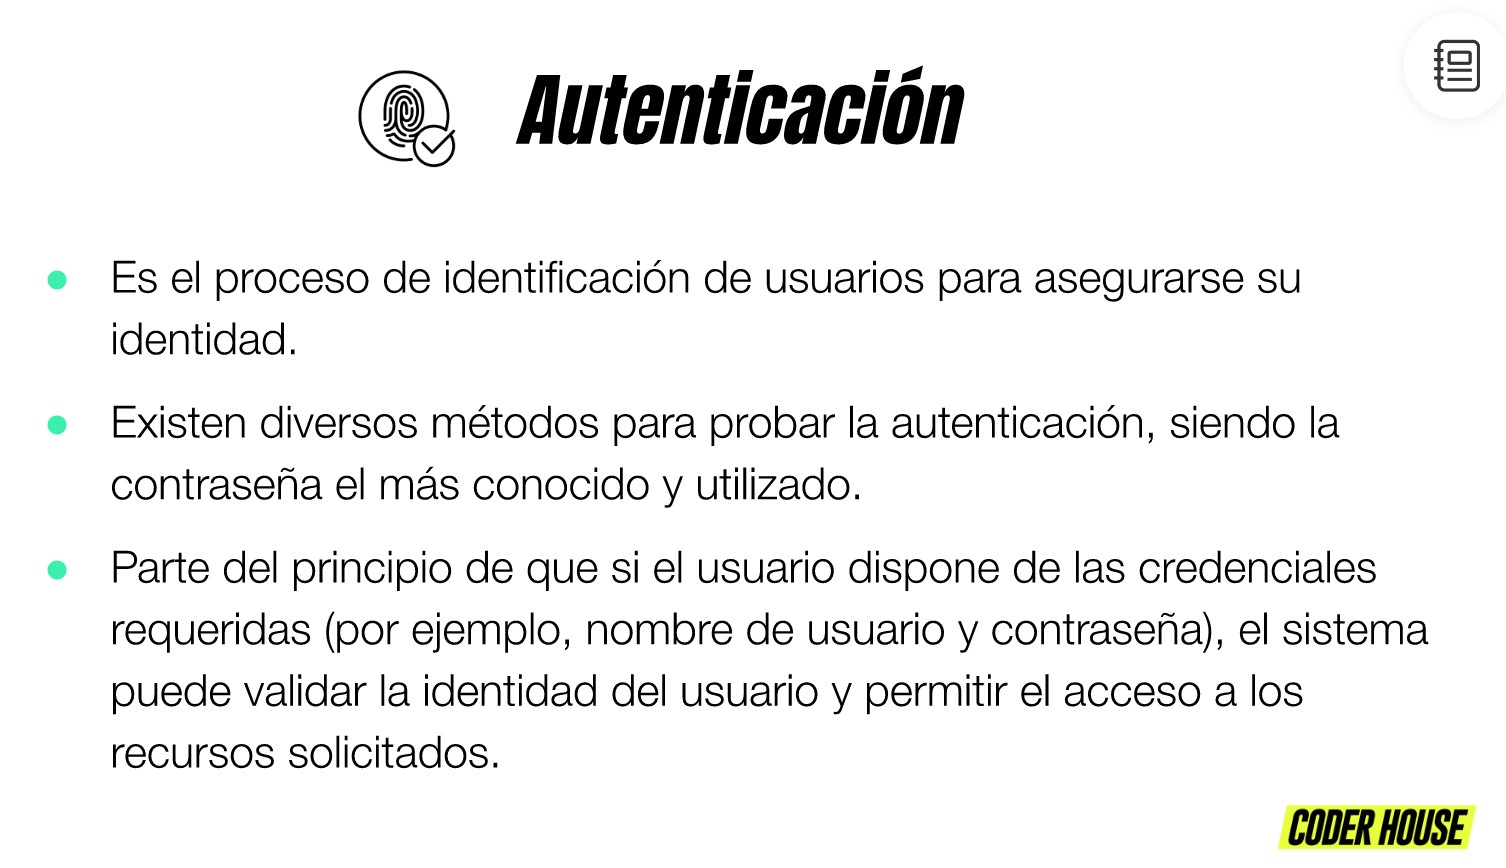 Autenticación
● Es el proceso de identificación de usuarios para asegurarse su
identidad.
● Existen diversos métodos para probar la autenticación, siendo la
contraseña el más conocido y utilizado.
● Parte del principio de que si el usuario dispone de las credenciales
requeridas (por ejemplo, nombre de usuario y contraseña), el sistema
puede validar la identidad del usuario y permitir el acceso a los
recursos solicitados.
CODER HOUSE